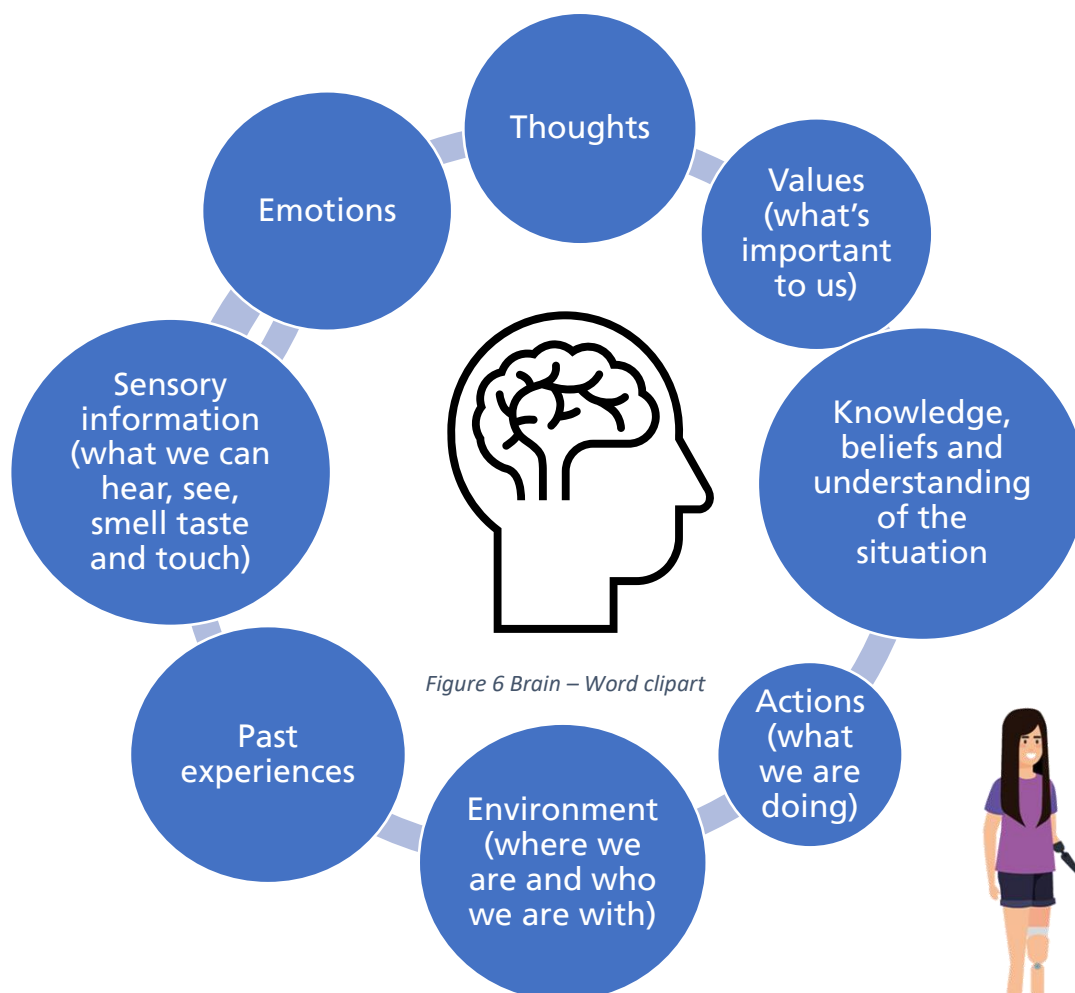 Thoughts
Values
(what’s
important
to us)
Knowledge,
beliefs and
understanding
of the
situation
Actions
(what
we are
doing)
Environment
(where we
are and who
we are with)
Past
experiences
Sensory
information
(what we can
hear, see,
smell taste
and touch)
Emotions
Figure 6 Brain – Word clipart